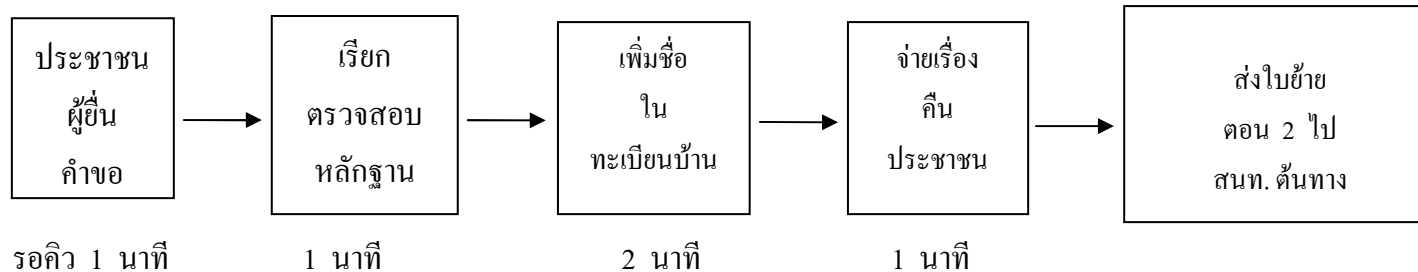 ประชาชน
ผู้ยื่น
คำขอ
เรียก
ตรวจสอบ
หลักฐาน
เพิ่มชื่อ
ใน
ทะเบียนบ้าน
จ่ายเรื่อง
คืน
ประชาชน
ส่งใบย้าย
ตอน 2 ไป
สนท. ต้นทาง
รอคิว 1 นาที
1 นาที
2 นาที
1 นาที